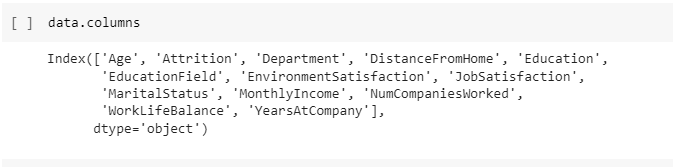 [ ] data.columns
Index(['Age', 'Attrition', 'Department', 'DistanceFromHome', 'Education',
'EducationField', 'EnvironmentSatisfaction', 'JobSatisfaction',
'MaritalStatus', 'MonthlyIncome', 'NumCompaniesWorked',
'WorkLifeBalance', 'YearsAtCompany'],
dtype='object')